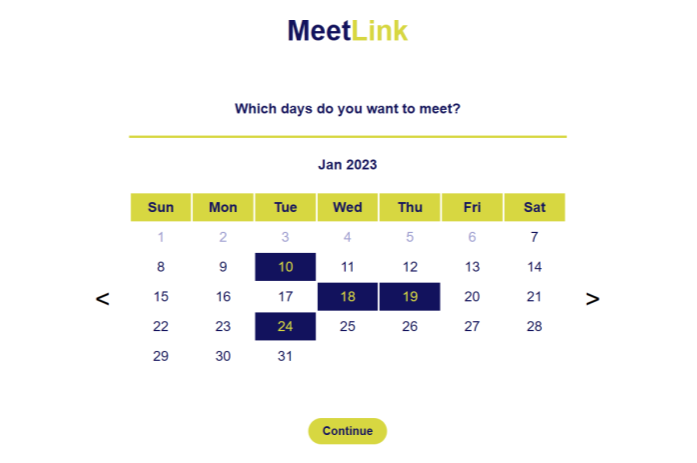 MeetLink
Which days do you want to meet?
Jan 2023
Sun Mon Tue Wed Thu Fri Sat
1 2 3 4 5 6 7
8 9 10 11 12 13 14
< 15 16 17 18 19 20 21 >
22 23 24 25 26 27 28
29 30 31
Continue